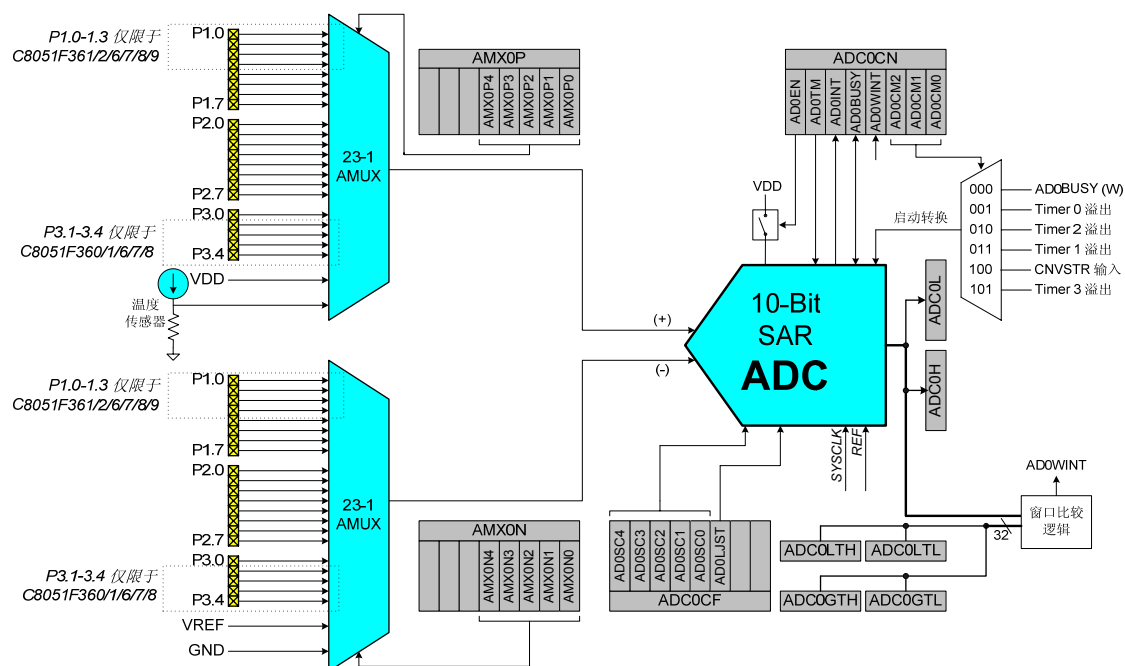 P1.0-1.3 仅限于
C8051F361/2/6/7/8/9
P1.0
P1.7
P2.0
P2.7
P3.0
P3.4
P3.1-3.4 仅限于
C8051F360/1/6/7/8
VDD
温度
传感器
23-1
AMUX
AMX0P
AMX0P4
AMX0P3
AMX0P2
AMX0P1
AMX0P0
ADC0CN
AD0EN
AD0TM
AD0INT
AD0BUSY
AD0WINT
AD0CM2
AD0CM1
AD0CM0
VDD
启动转换
000
001
010
011
100
101
AD0BUSY (W)
Timer 0 溢出
Timer 2 溢出
Timer 1 溢出
CNVSTR 输入
Timer 3 溢出
(+)
(-)
10-Bit
SAR
ADC
ADC0L
ADC0H
SYSCLK
REF
P1.0-1.3 仅限于
C8051F361/2/6/7/8/9
P1.0
P1.7
P2.0
P2.7
P3.0
P3.4
P3.1-3.4 仅限于
C8051F360/1/6/7/8
VREF
GND
23-1
AMUX
AMX0N
AMX0N4
AMX0N3
AMX0N2
AMX0N1
AMX0N0
AD0SC4
AD0SC3
AD0SC2
AD0SC1
AD0SC0
AD0LJST
ADC0CF
AD0WINT
窗口比较
逻辑
32
ADC0LTH
ADC0LTL
ADC0GTH
ADC0GTL